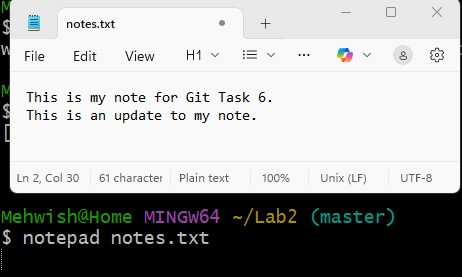 notes.txt
File Edit View H1
This is my note for Git Task 6.
This is an update to my note.
Ln 2, Col 30 61 character Plain text 100% Unix (LF) UTF-8
Mehwish@Home MINGW64 ~/Lab2 (master)
$ notepad notes.txt